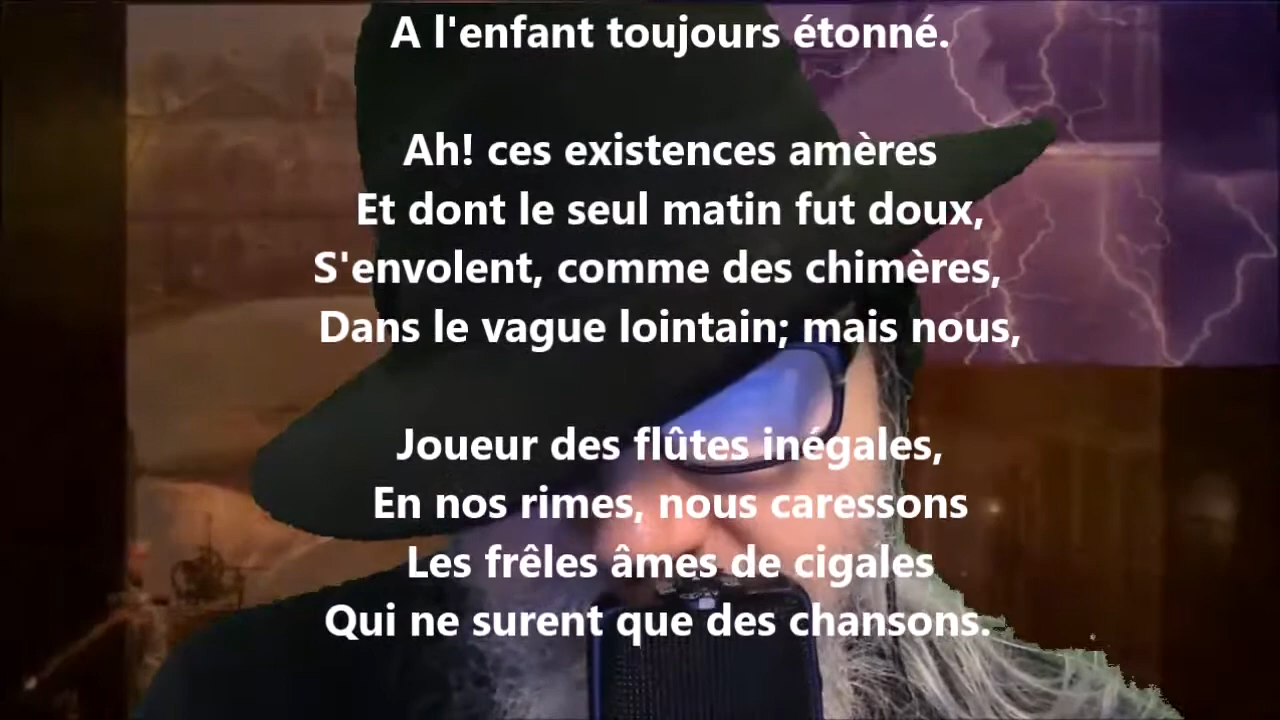 A l'enfant toujours étonné.
Ah! ces existences amères
Et dont le seul matin fut doux,
S'envolent, comme des chimères,
Dans le vague lointain; mais nous,
Joueur des flûtes inégales,
En nos rimes, nous caressons
Les frêles âmes de cigales
Qui ne surent que des chansons.